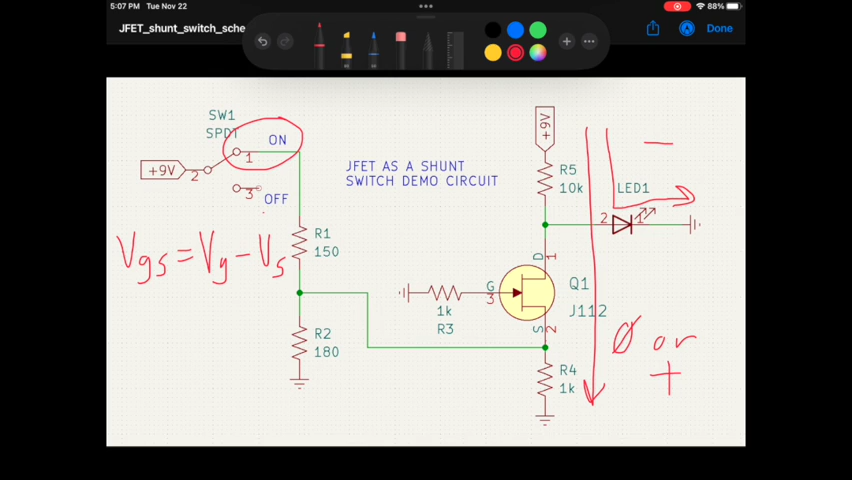 5:07 PM Tue Nov 22
88%
JFET_shunt_switch_sche
Done
SW1
SPDT
ON
1
+9V
2
3
OFF
JFET AS A SHUNT
SWITCH DEMO CIRCUIT
+9V
R5
10k
LED1
2
1
−
Vgs = Vg − Vs
R1
150
R2
180
G
3
1k
R3
D
1
Q1
J112
S
2
R4
1k
Ø or
+